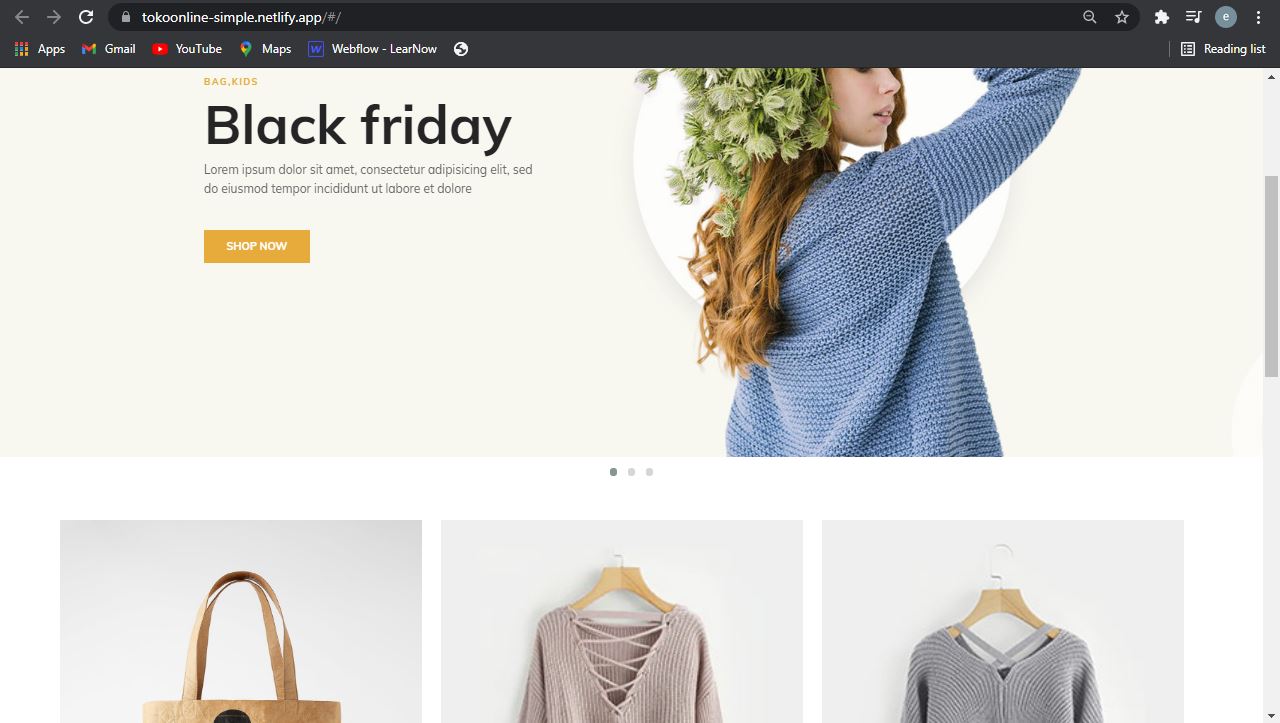 tokoonline-simple.netlify.app/#/
e
Apps
Gmail
YouTube
Maps
W
Webflow - LearNow
Reading list
BAG,KIDS
Black friday
Lorem ipsum dolor sit amet, consectetur adipisicing elit, sed
do eiusmod tempor incididunt ut labore et dolore
SHOP NOW